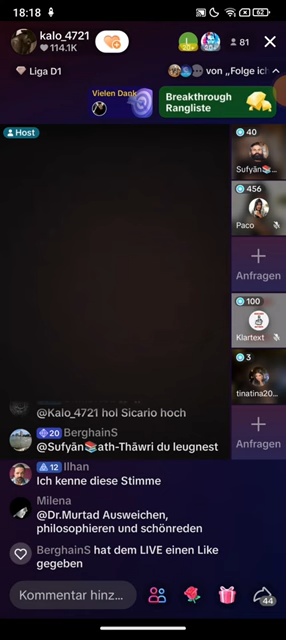 18:18
62
kalo_4721
114.1K
20+
20+
81
Liga D1
von „Folge ich
Vielen Dank
Breakthrough
Rangliste
Host
40
Sufyān📚...
456
Paco
Anfragen
100
Klartext
3
tinatina20...
Anfragen
@Kalo_4721 hol Sicario hoch
20 BerghainS
@Sufyān📚ath-Thāwri du leugnest
12 Ilhan
Ich kenne diese Stimme
Milena
@Dr.Murtad Ausweichen,
philosophieren und schönreden
BerghainS hat dem LIVE einen Like
gegeben
Kommentar hinz...
44